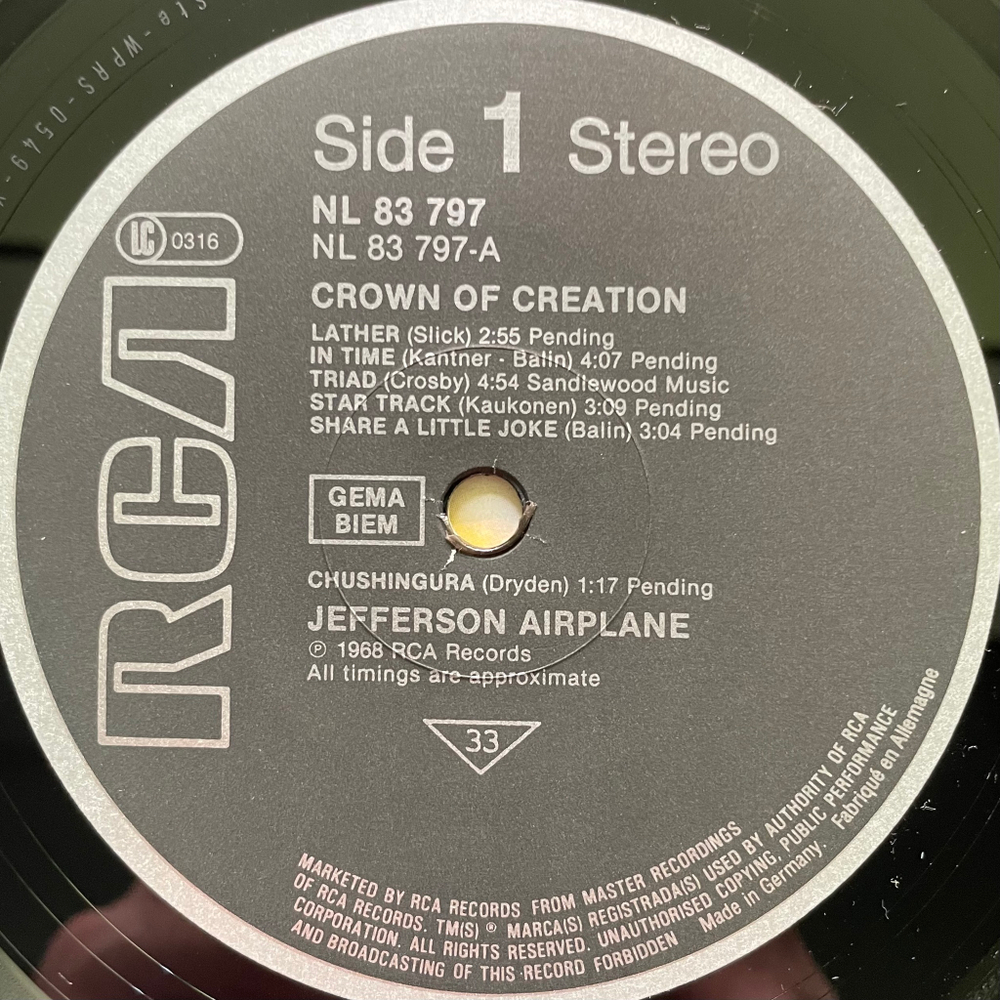 Side 1 Stereo
NL 83 797
NL 83 797-A
LC 0316
RCA
CROWN OF CREATION
LATHER (Slick) 2:55 Pending
IN TIME (Kantner - Balin) 4:07 Pending
TRIAD (Crosby) 4:54 Sandlewood Music
STAR TRACK (Kaukonen) 3:09 Pending
SHARE A LITTLE JOKE (Balin) 3:04 Pending
GEMA
BIEM
CHUSHINGURA (Dryden) 1:17 Pending
JEFFERSON AIRPLANE
℗ 1968 RCA Records
All timings are approximate
33
MARKETED BY RCA RECORDS FROM MASTER RECORDINGS
OF RCA RECORDS. TM(S) ® MARCA(S) REGISTRADA(S) USED BY AUTHORITY OF RCA
CORPORATION. ALL RIGHTS RESERVED. UNAUTHORISED COPYING, PUBLIC PERFORMANCE
AND BROADCASTING OF THIS RECORD FORBIDDEN Made in Germany. Fabriqué en Allemagne
WPRS-0549